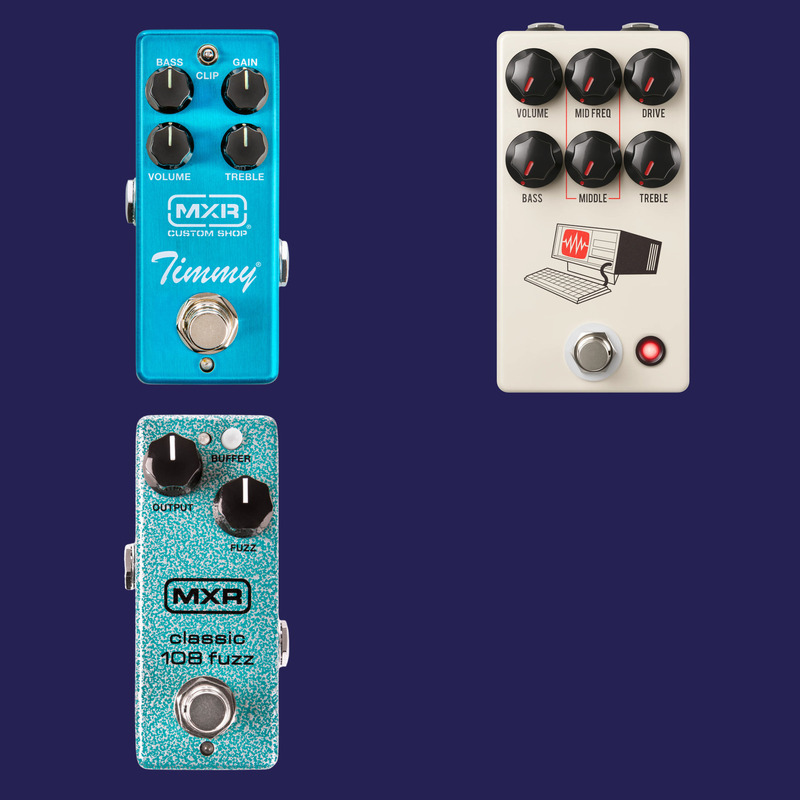 BASS GAIN
CLIP
VOLUME TREBLE
MXR
CUSTOM SHOP®
Timmy®
VOLUME MID FREQ DRIVE
BASS MIDDLE TREBLE
BUFFER
OUTPUT
FUZZ
MXR
classic
108 fuzz